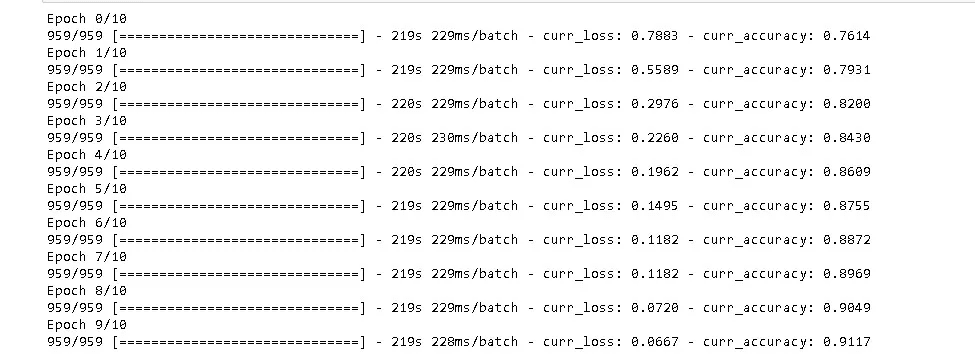 Epoch 0/10
959/959 [==============================] - 219s 229ms/batch - curr_loss: 0.7883 - curr_accuracy: 0.7614
Epoch 1/10
959/959 [==============================] - 219s 229ms/batch - curr_loss: 0.5589 - curr_accuracy: 0.7931
Epoch 2/10
959/959 [==============================] - 220s 229ms/batch - curr_loss: 0.2976 - curr_accuracy: 0.8200
Epoch 3/10
959/959 [==============================] - 220s 230ms/batch - curr_loss: 0.2260 - curr_accuracy: 0.8430
Epoch 4/10
959/959 [==============================] - 220s 229ms/batch - curr_loss: 0.1962 - curr_accuracy: 0.8609
Epoch 5/10
959/959 [==============================] - 219s 229ms/batch - curr_loss: 0.1495 - curr_accuracy: 0.8755
Epoch 6/10
959/959 [==============================] - 219s 229ms/batch - curr_loss: 0.1182 - curr_accuracy: 0.8872
Epoch 7/10
959/959 [==============================] - 219s 229ms/batch - curr_loss: 0.1182 - curr_accuracy: 0.8969
Epoch 8/10
959/959 [==============================] - 219s 229ms/batch - curr_loss: 0.0720 - curr_accuracy: 0.9049
Epoch 9/10
959/959 [==============================] - 219s 228ms/batch - curr_loss: 0.0667 - curr_accuracy: 0.9117